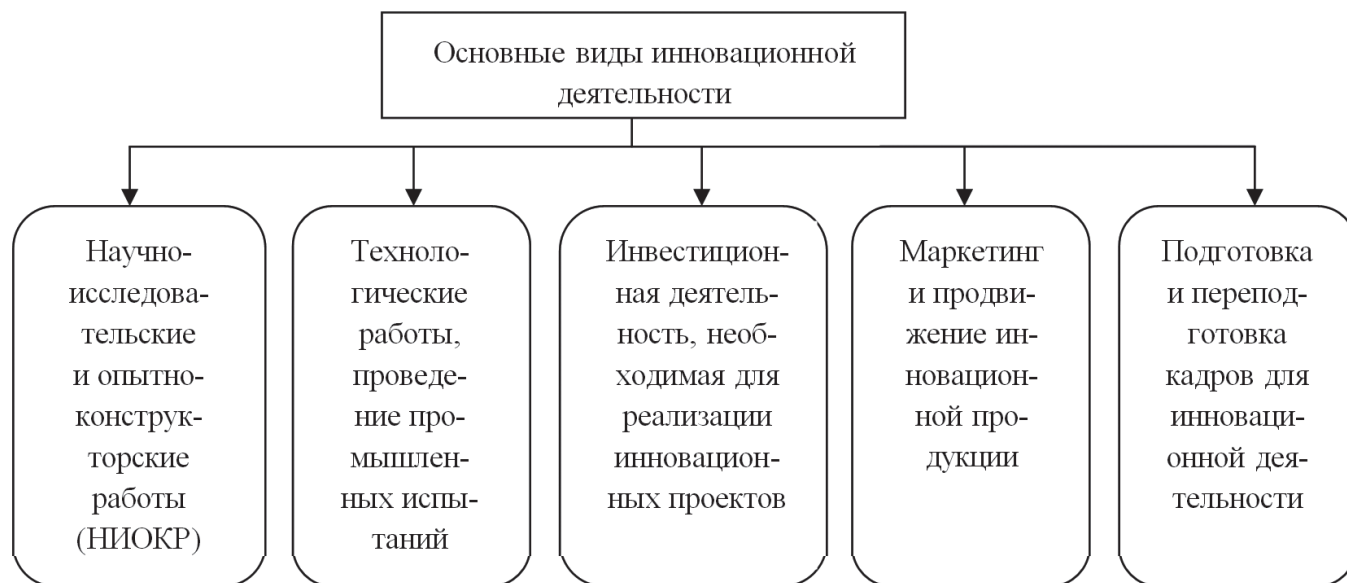 Основные виды инновационной
деятельности
Научно-
исследова-
тельские
и опытно-
конструк-
торские
работы
(НИОКР)
Техноло-
гические
работы,
проведе-
ние про-
мышлен-
ных испы-
таний
Инвестицион-
ная деятель-
ность, необ-
ходимая для
реализации
инновацион-
ных проектов
Маркетинг
и продви-
жение ин-
новацион-
ной про-
дукции
Подготовка
и перепод-
готовка
кадров для
инноваци-
онной дея-
тельности